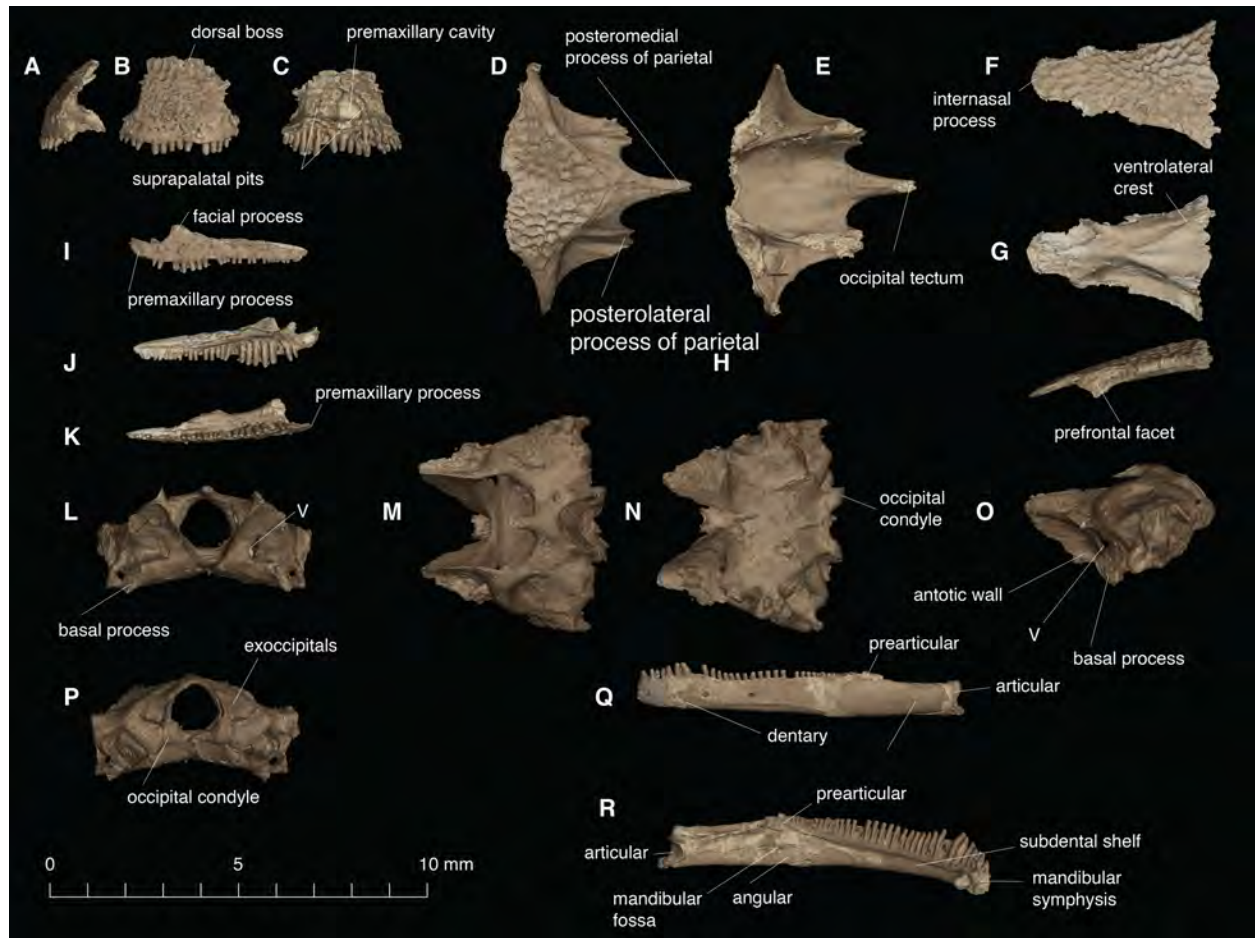 dorsal boss
premaxillary cavity
A
B
C
D
posteromedial
process of parietal
E
F
internasal
process
suprapalatal pits
ventrolateral
crest
facial process
I
G
occipital tectum
premaxillary process
posterolateral
process of parietal
J
H
premaxillary process
K
prefrontal facet
L
V
M
N
occipital
condyle
O
antotic wall
basal process
V
exoccipitals
basal process
prearticular
P
Q
articular
dentary
occipital condyle
R
prearticular
subdental shelf
articular
0
5
10 mm
mandibular
fossa
angular
mandibular
symphysis